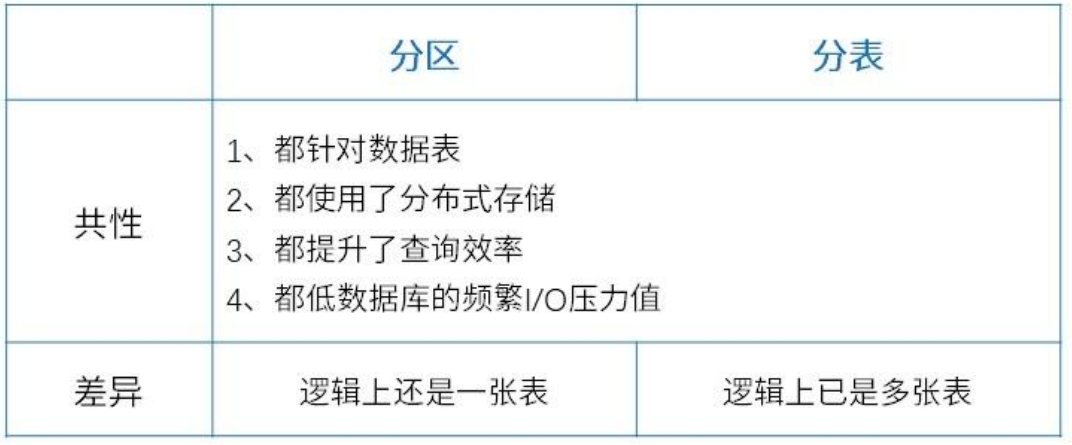 分区
分表
共性
1、都针对数据表
2、都使用了分布式存储
3、都提升了查询效率
4、都低数据库的频繁I/O压力值
差异
逻辑上还是一张表
逻辑上已是多张表